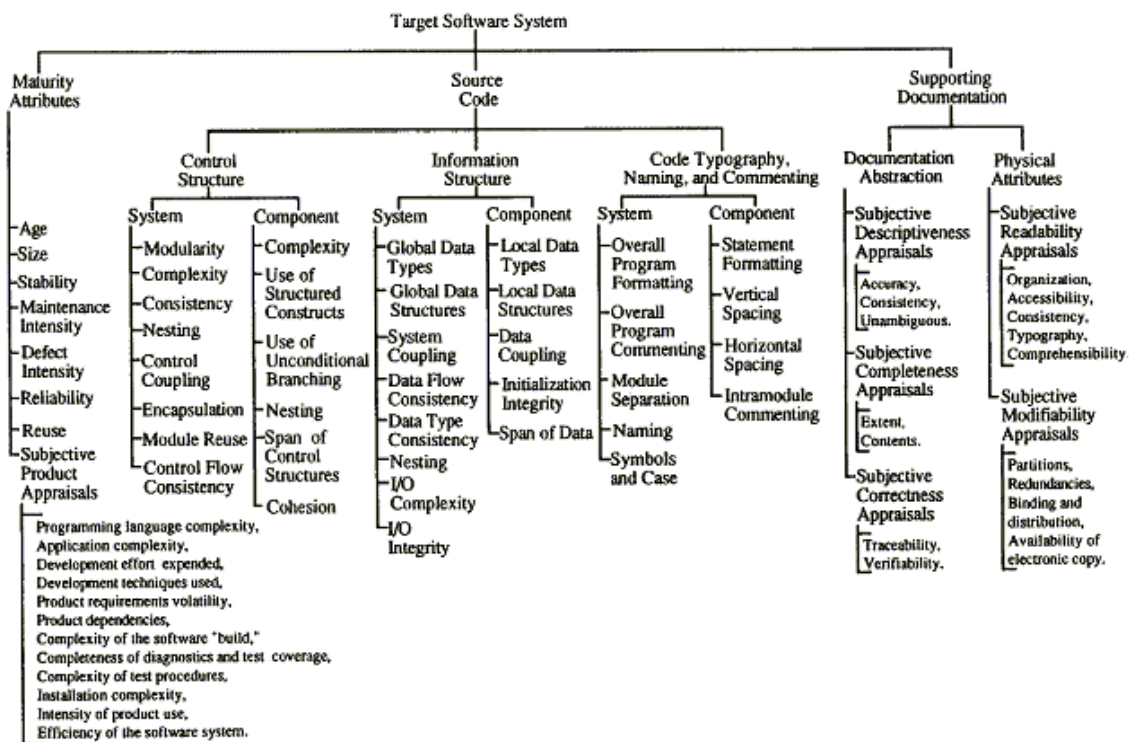 Target Software System
Maturity
Attributes
Age
Size
Stability
Maintenance
Intensity
Defect
Intensity
Reliability
Reuse
Subjective
Product
Appraisals
Programming language complexity,
Application complexity,
Development effort expended,
Development techniques used,
Product requirements volatility,
Product dependencies,
Complexity of the software "build,"
Completeness of diagnostics and test coverage,
Complexity of test procedures,
Installation complexity,
Intensity of product use,
Efficiency of the software system.
Source
Code
Control
Structure
System
Modularity
Complexity
Consistency
Nesting
Control
Coupling
Encapsulation
Module Reuse
Control Flow
Consistency
Component
Complexity
Use of
Structured
Constructs
Use of
Unconditional
Branching
Nesting
Span of
Control
Structures
Cohesion
Information
Structure
System
Global Data
Types
Global Data
Structures
System
Coupling
Data Flow
Consistency
Data Type
Consistency
Nesting
I/O
Complexity
I/O
Integrity
Component
Local Data
Types
Local Data
Structures
Data
Coupling
Initialization
Integrity
Span of Data
Code Typography,
Naming, and Commenting
System
Overall
Program
Formatting
Overall
Program
Commenting
Module
Separation
Naming
Symbols
and Case
Component
Statement
Formatting
Vertical
Spacing
Horizontal
Spacing
Intramodule
Commenting
Supporting
Documentation
Documentation
Abstraction
Subjective
Descriptiveness
Appraisals
Accuracy,
Consistency,
Unambiguous.
Subjective
Completeness
Appraisals
Extent,
Contents.
Subjective
Correctness
Appraisals
Traceability,
Verifiability.
Physical
Attributes
Subjective
Readability
Appraisals
Organization,
Accessibility,
Consistency,
Typography,
Comprehensibility.
Subjective
Modifiability
Appraisals
Partitions,
Redundancies,
Binding and
distribution,
Availability of
electronic copy.